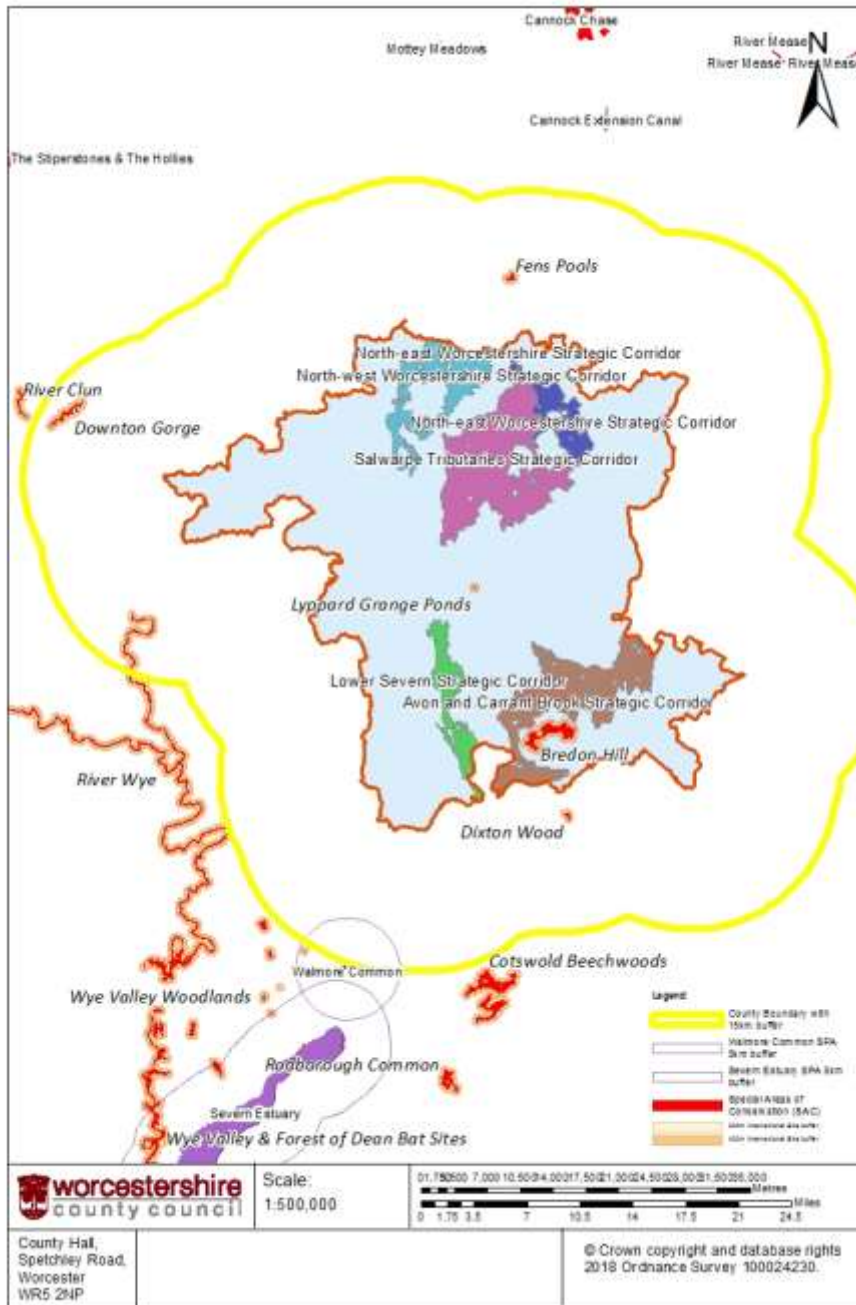 Cannock Chase
Mottey Meadows
River Mease
N
River Mease River Mease
Cannock Extension Canal
The Stiperstones & The Hollies
Fens Pools
North-east Worcestershire Strategic Corridor
North-west Worcestershire Strategic Corridor
River Clun
Downton Gorge
North-east Worcestershire Strategic Corridor
Salwarpe Tributaries Strategic Corridor
Lyppard Grange Ponds
Lower Severn Strategic Corridor
Avon and Carrant Brook Strategic Corridor
Bredon Hill
River Wye
Dixton Wood
Walmore Common
Cotswold Beechwoods
Wye Valley Woodlands
Rodborough Common
Severn Estuary
Wye Valley & Forest of Dean Bat Sites
Legend
County Boundary with
15km buffer
Walmore Common SPA
5km buffer
Severn Estuary SPA 5km
buffer
Special Areas of
Conservation (SAC)
worcestershire
county council
Scale:
1:500,000
Metres
Miles
0 1.75 3.5 7 10.5 14 17.5 21 24.5
County Hall,
Spetchley Road,
Worcester
WR5 2NP
© Crown copyright and database rights
2018 Ordnance Survey 100024230.